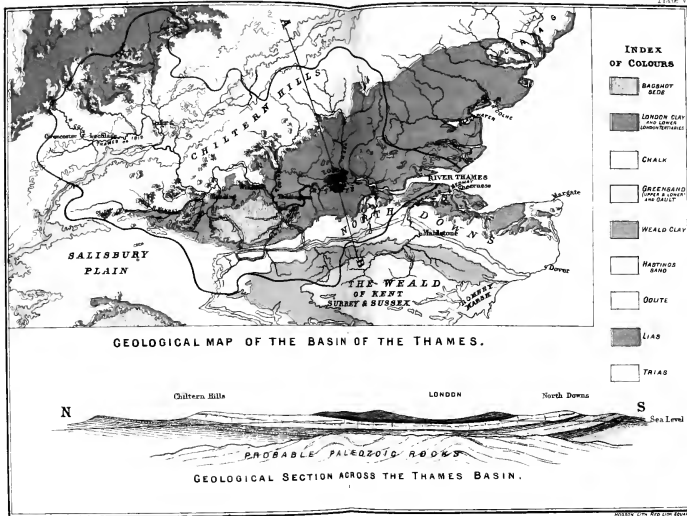 A
CHILTERN HILLS
Cirencester
Lechlade
RIVER THAMES
Sheerness
Margate
NORTH DOWNS
Maidstone
Dover
SALISBURY
PLAIN
THE WEALD
OF KENT
SURREY & SUSSEX
ROMNEY
MARSH
B
GEOLOGICAL MAP OF THE BASIN OF THE THAMES.
INDEX
OF COLOURS
BAGSHOT
BEDS
LONDON CLAY
AND LOWER
LONDON TERTIARIES
CHALK
GREENSAND
(UPPER & LOWER)
AND GAULT
WEALD CLAY
HASTINGS
SAND
OOLITE
LIAS
TRIAS
Chiltern Hills
LONDON
North Downs
N
S
Sea Level
PROBABLE PALEOZOIC ROCKS
GEOLOGICAL SECTION ACROSS THE THAMES BASIN.